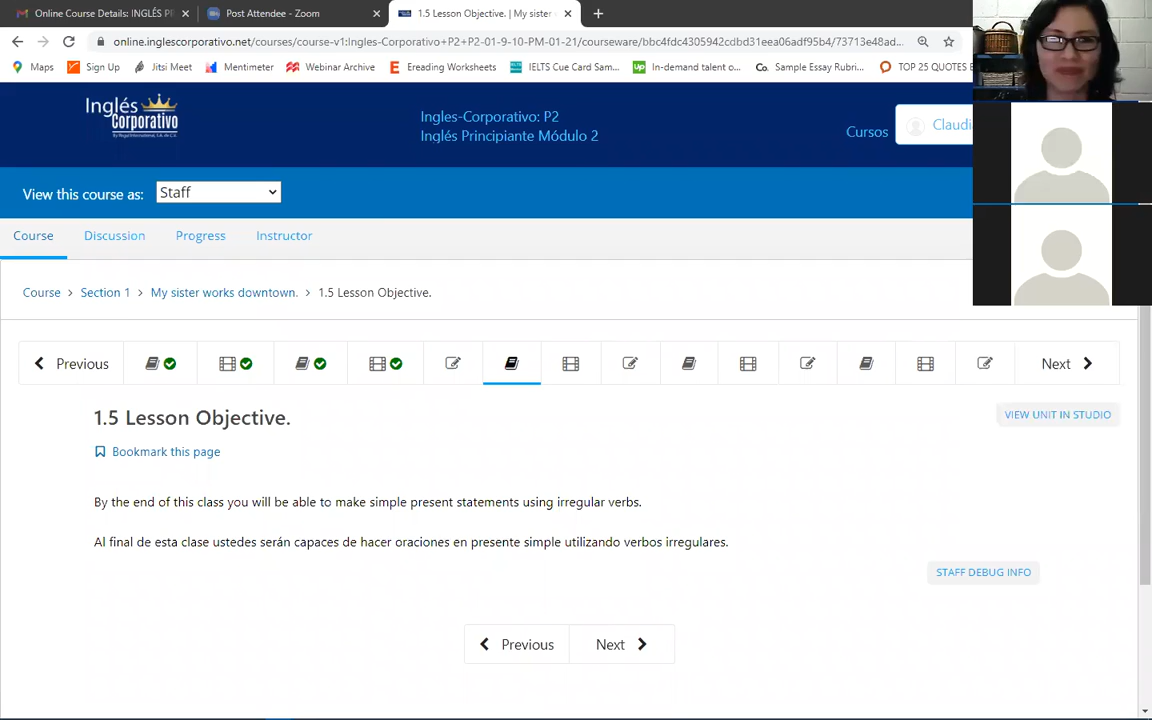 Online Course Details: INGLÉS PR
Post Attendee - Zoom
1.5 Lesson Objective. | My sister
online.inglescorporativo.net/courses/course-v1:Ingles-Corporativo+P2+P2-01-9-10-PM-01-21/courseware/bbc4fdc4305942cdbd31eea06adf95b4/73713e48ad...
Maps
Sign Up
Jitsi Meet
Mentimeter
Webinar Archive
Ereading Worksheets
IELTS Cue Card Sam...
In-demand talent o...
Sample Essay Rubri...
TOP 25 QUOTES
Inglés
Corporativo
Ingles-Corporativo: P2
Inglés Principiante Módulo 2
Cursos
Claudi
View this course as:
Staff
Course
Discussion
Progress
Instructor
Course > Section 1 > My sister works downtown. > 1.5 Lesson Objective.
Previous
Next
1.5 Lesson Objective.
VIEW UNIT IN STUDIO
Bookmark this page
By the end of this class you will be able to make simple present statements using irregular verbs.
Al final de esta clase ustedes serán capaces de hacer oraciones en presente simple utilizando verbos irregulares.
STAFF DEBUG INFO
Previous
Next